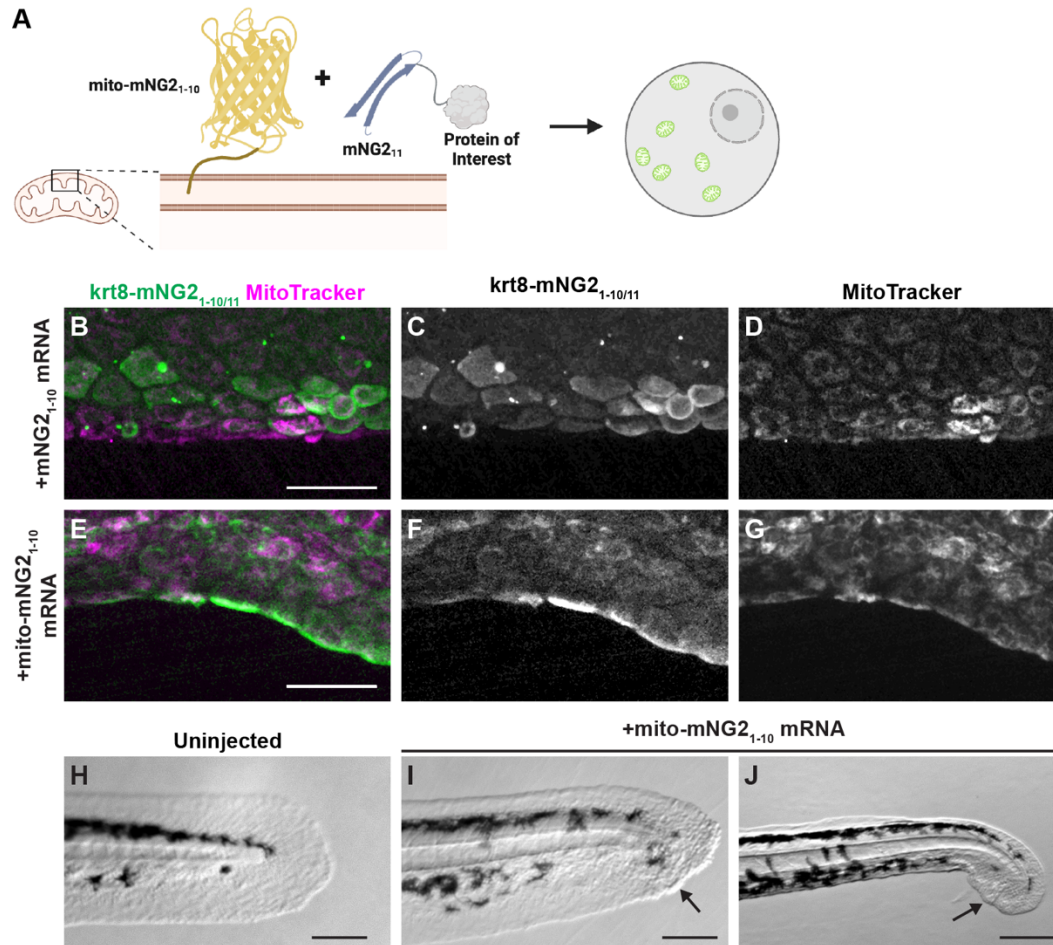 A
mito-mNG2₁₋₁₀
+
mNG2₁₁
Protein of
Interest
krt8-mNG2₁₋₁₀/₁₁ MitoTracker
krt8-mNG2₁₋₁₀/₁₁
MitoTracker
+mNG2₁₋₁₀ mRNA
B
C
D
+mito-mNG2₁₋₁₀
mRNA
E
F
G
Uninjected
+mito-mNG2₁₋₁₀ mRNA
H
I
J